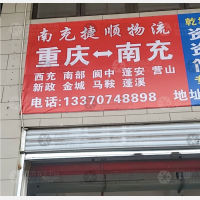 南充捷顺物流
重庆↔南充
西充 南部 阆中 蓬安 营山
新政 金城 马鞍 蓬溪
电话:13370748898 地址